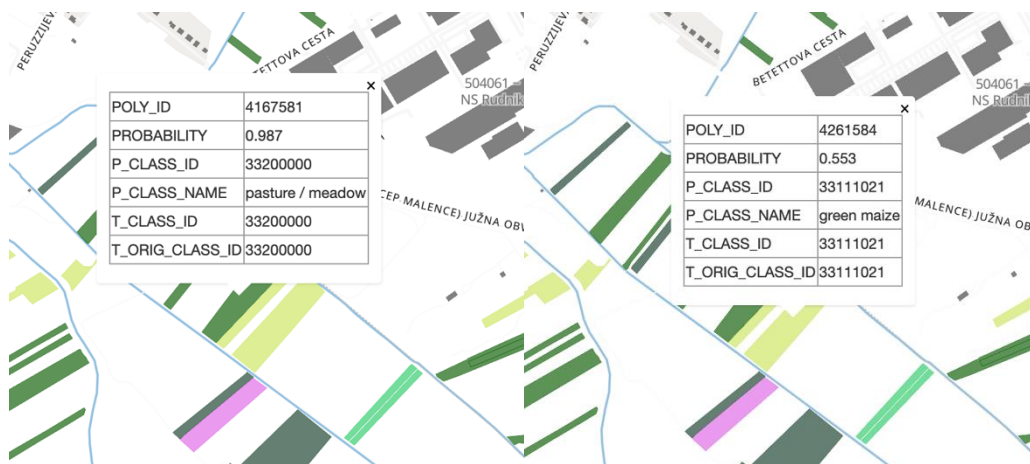 PERUZZIJEV
ETTOVA CESTA
504061 –
NS Rudnik
×
POLY_ID 4167581
PROBABILITY 0.987
P_CLASS_ID 33200000
P_CLASS_NAME pasture / meadow
T_CLASS_ID 33200000
T_ORIG_CLASS_ID 33200000
CEP MALENCE) JUŽNA OBV
PERUZZIJEV
BETETTOVA CESTA
504061 –
NS Rudnik
×
POLY_ID 4261584
PROBABILITY 0.553
P_CLASS_ID 33111021
P_CLASS_NAME green maize
T_CLASS_ID 33111021
T_ORIG_CLASS_ID 33111021
MALENCE) JUŽNA OBV